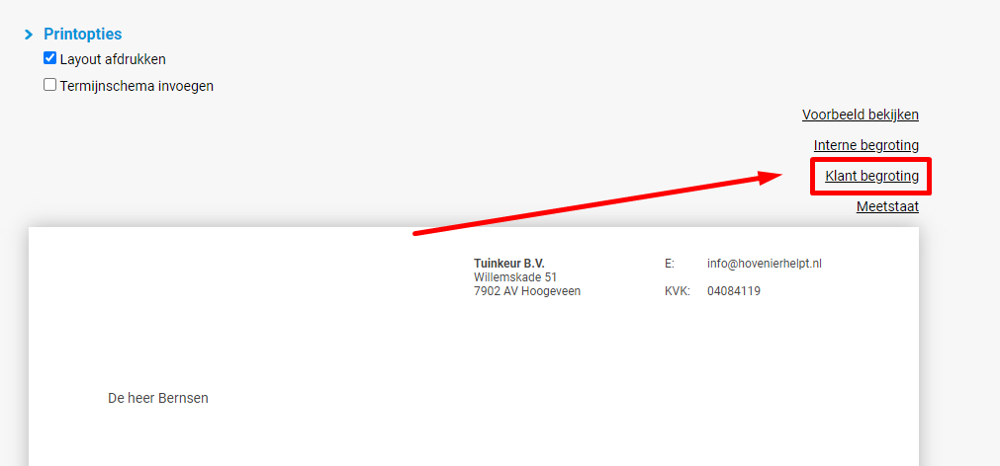 Printopties
Layout afdrukken
Termijnschema invoegen
Voorbeeld bekijken
Interne begroting
Klant begroting
Meetstaat
Tuinkeur B.V. E: info@hovenierhelpt.nl
Willemskade 51
7902 AV Hoogeveen KVK: 04084119
De heer Bernsen